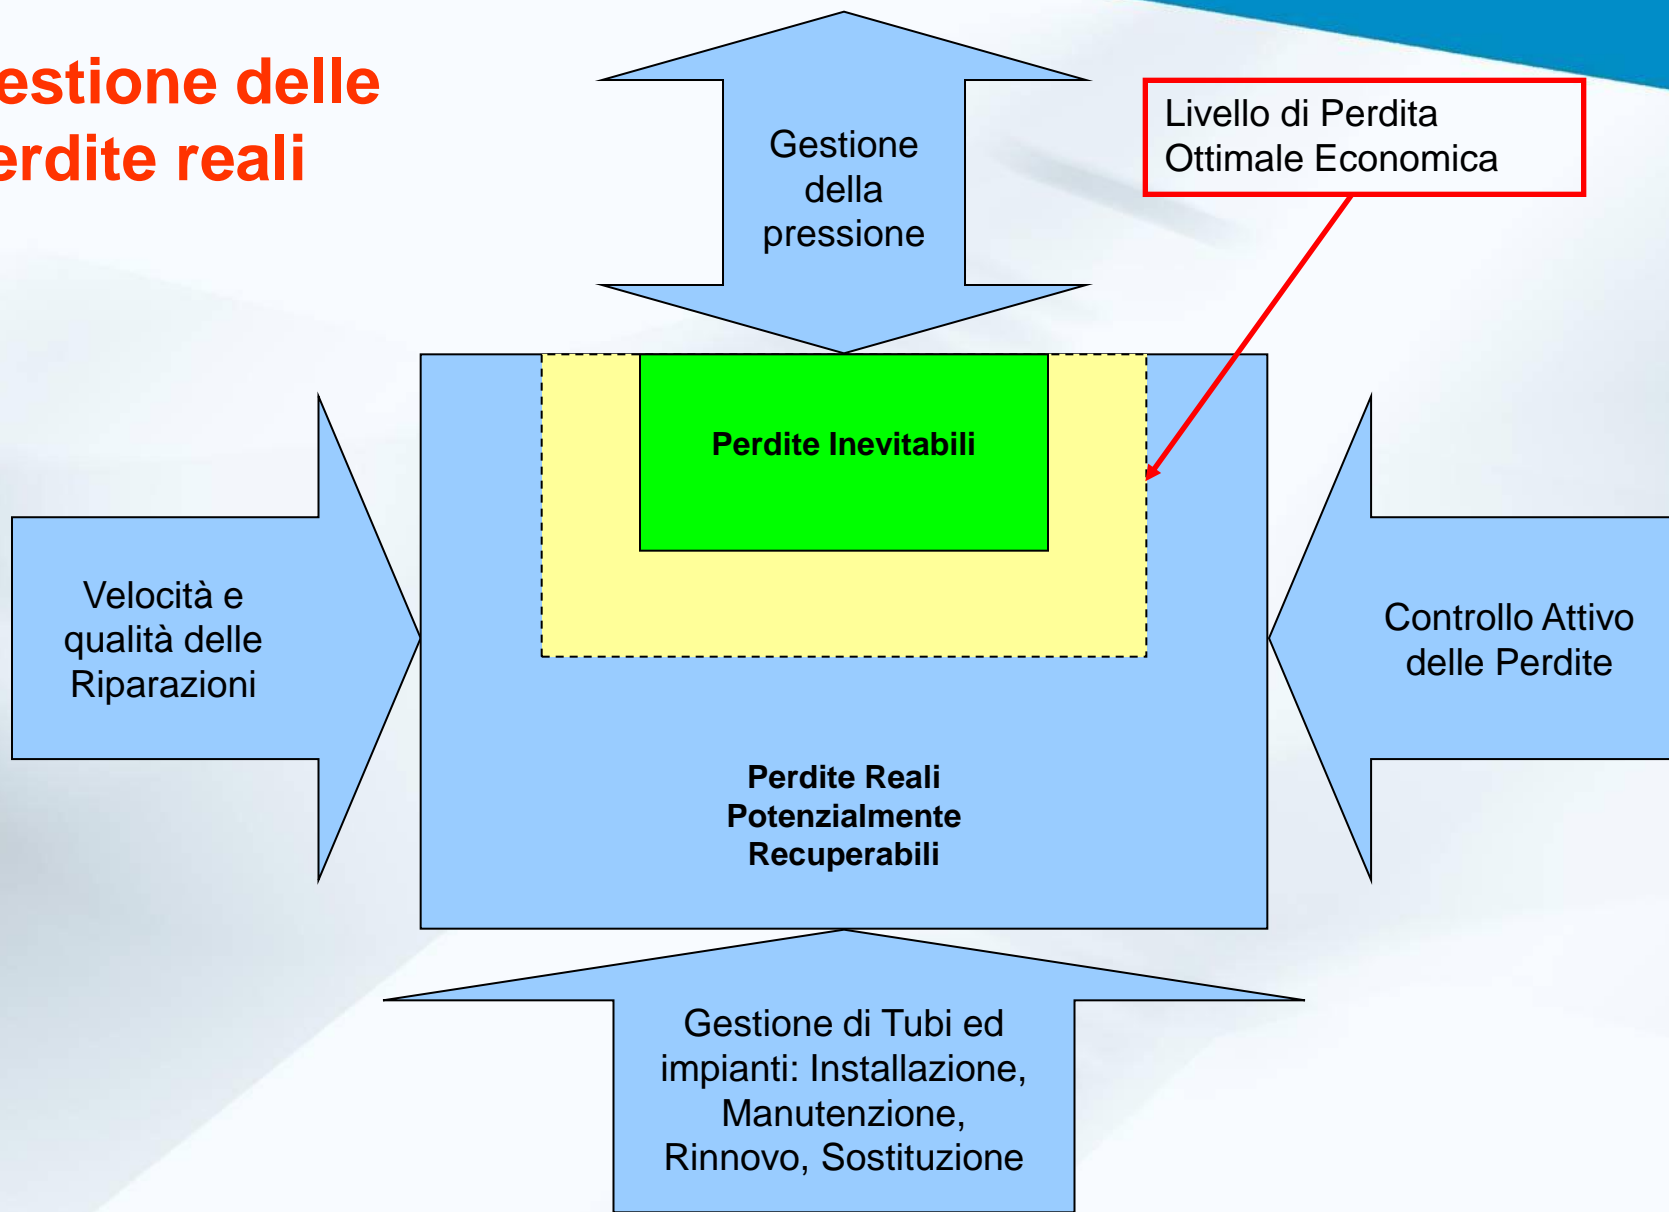 estione delle
erdite reali
Gestione
della
pressione
Livello di Perdita
Ottimale Economica
Perdite Inevitabili
Velocità e
qualità delle
Riparazioni
Controllo Attivo
delle Perdite
Perdite Reali
Potenzialmente
Recuperabili
Gestione di Tubi ed
impianti: Installazione,
Manutenzione,
Rinnovo, Sostituzione